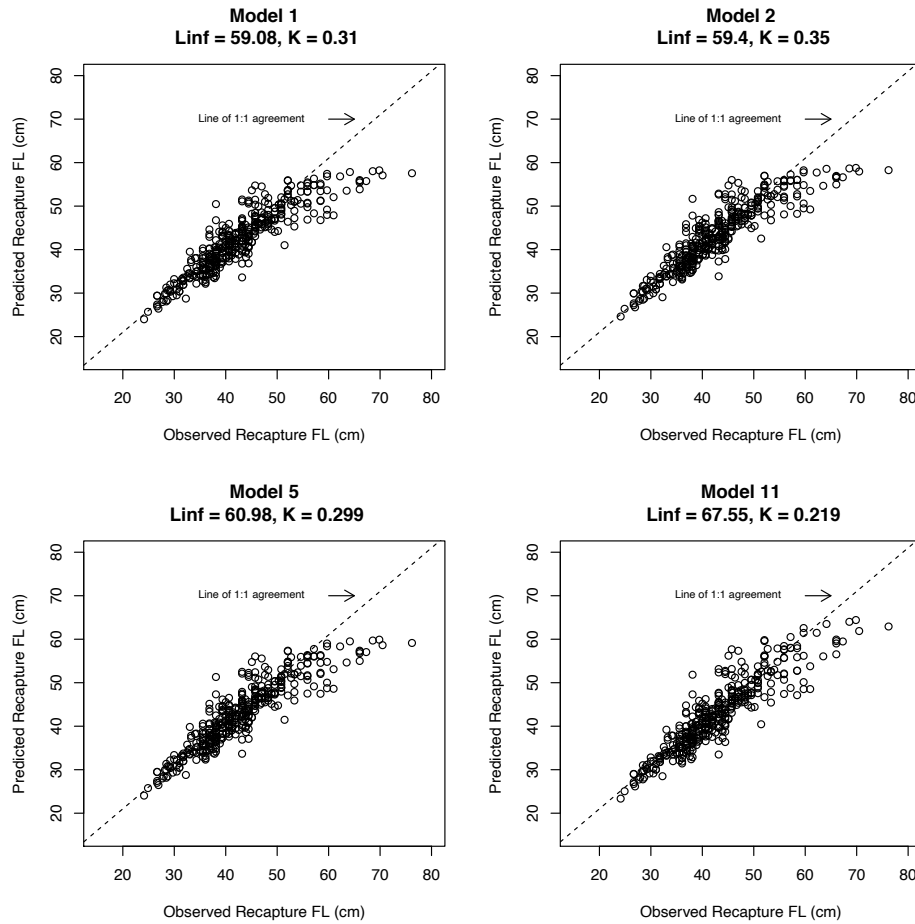 Model 1
Linf = 59.08, K = 0.31
Predicted Recapture FL (cm)
80
70
60
50
40
30
20
Line of 1:1 agreement
20 30 40 50 60 70 80
Observed Recapture FL (cm)
Model 2
Linf = 59.4, K = 0.35
Predicted Recapture FL (cm)
80
70
60
50
40
30
20
Line of 1:1 agreement
20 30 40 50 60 70 80
Observed Recapture FL (cm)
Model 5
Linf = 60.98, K = 0.299
Predicted Recapture FL (cm)
80
70
60
50
40
30
20
Line of 1:1 agreement
20 30 40 50 60 70 80
Observed Recapture FL (cm)
Model 11
Linf = 67.55, K = 0.219
Predicted Recapture FL (cm)
80
70
60
50
40
30
20
Line of 1:1 agreement
20 30 40 50 60 70 80
Observed Recapture FL (cm)